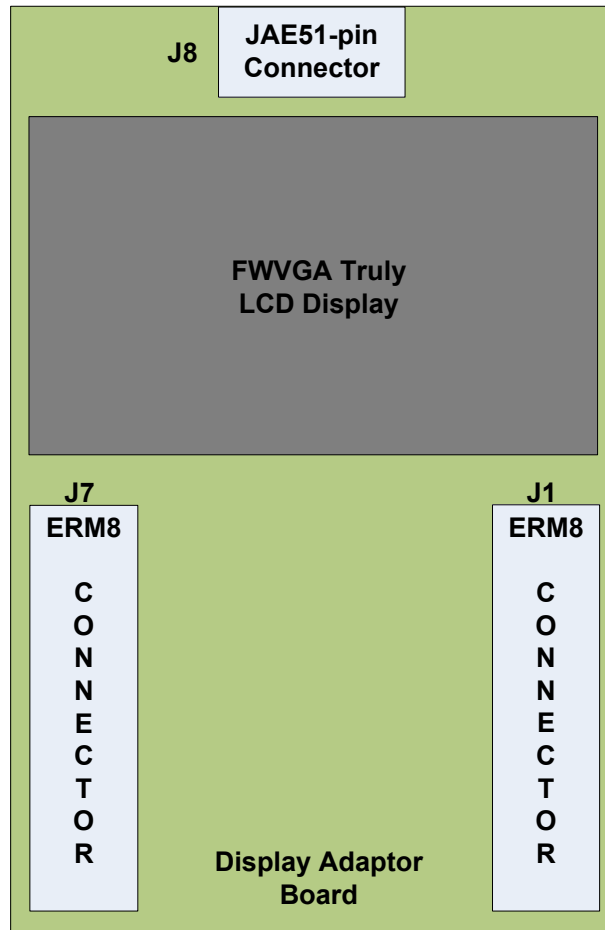 J8
JAE51-pin
Connector
FWVGA Truly
LCD Display
J7
ERM8
C
O
N
N
E
C
T
O
R
J1
ERM8
C
O
N
N
E
C
T
O
R
Display Adaptor
Board